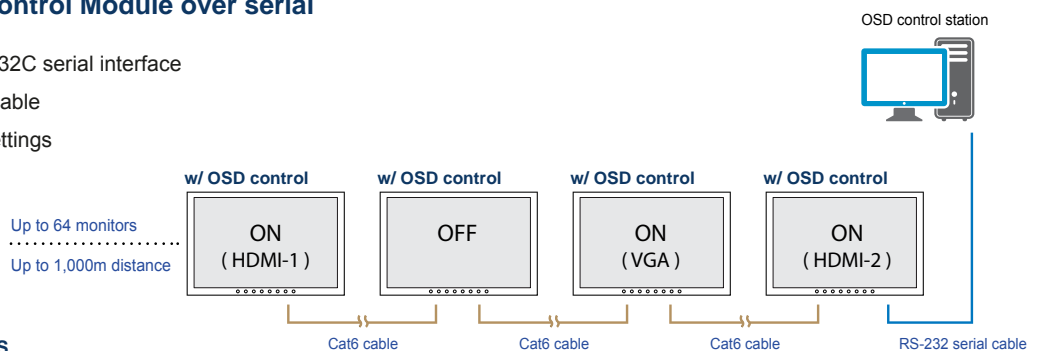 ontrol Module over serial
OSD control station
32C serial interface
able
ttings
w/ OSD control w/ OSD control w/ OSD control w/ OSD control
Up to 64 monitors
Up to 1,000m distance
ON
( HDMI-1 )
OFF
ON
( VGA )
ON
( HDMI-2 )
Cat6 cable Cat6 cable Cat6 cable RS-232 serial cable
s